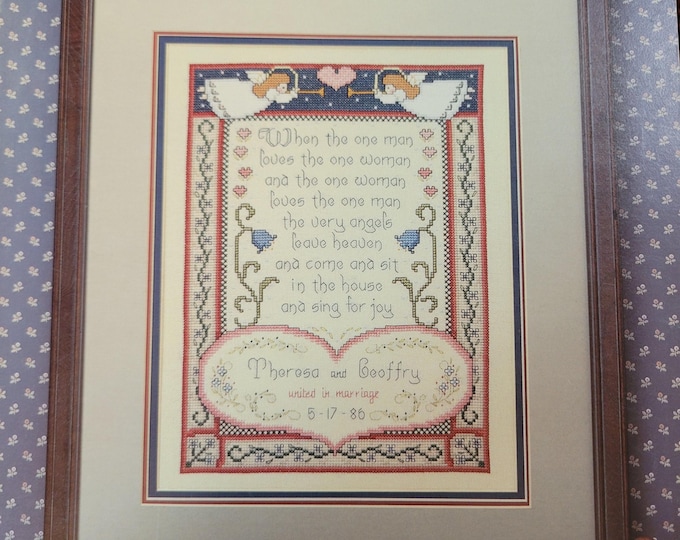 When the one man
loves the one woman
and the one woman
loves the one man
the very angels
leave heaven
and come and sit
in the house
and sing for joy
Theresa and Geoffry
united in marriage
5-17-86